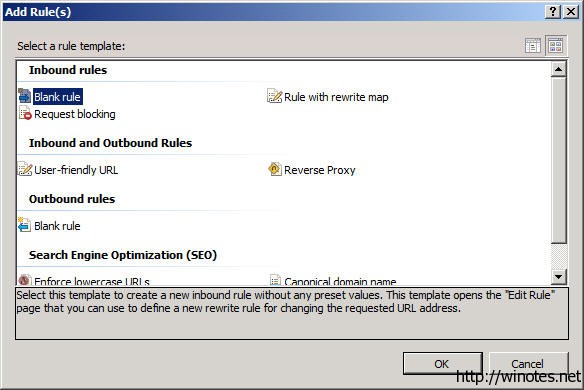 Add Rule(s)
Select a rule template:
Inbound rules
Blank rule
Rule with rewrite map
Request blocking
Inbound and Outbound Rules
User-friendly URL
Reverse Proxy
Outbound rules
Blank rule
Search Engine Optimization (SEO)
Enforce lowercase URLs
Canonical domain name
Select this template to create a new inbound rule without any preset values. This template opens the "Edit Rule"
page that you can use to define a new rewrite rule for changing the requested URL address.
OK
Cancel
http://winotes.net